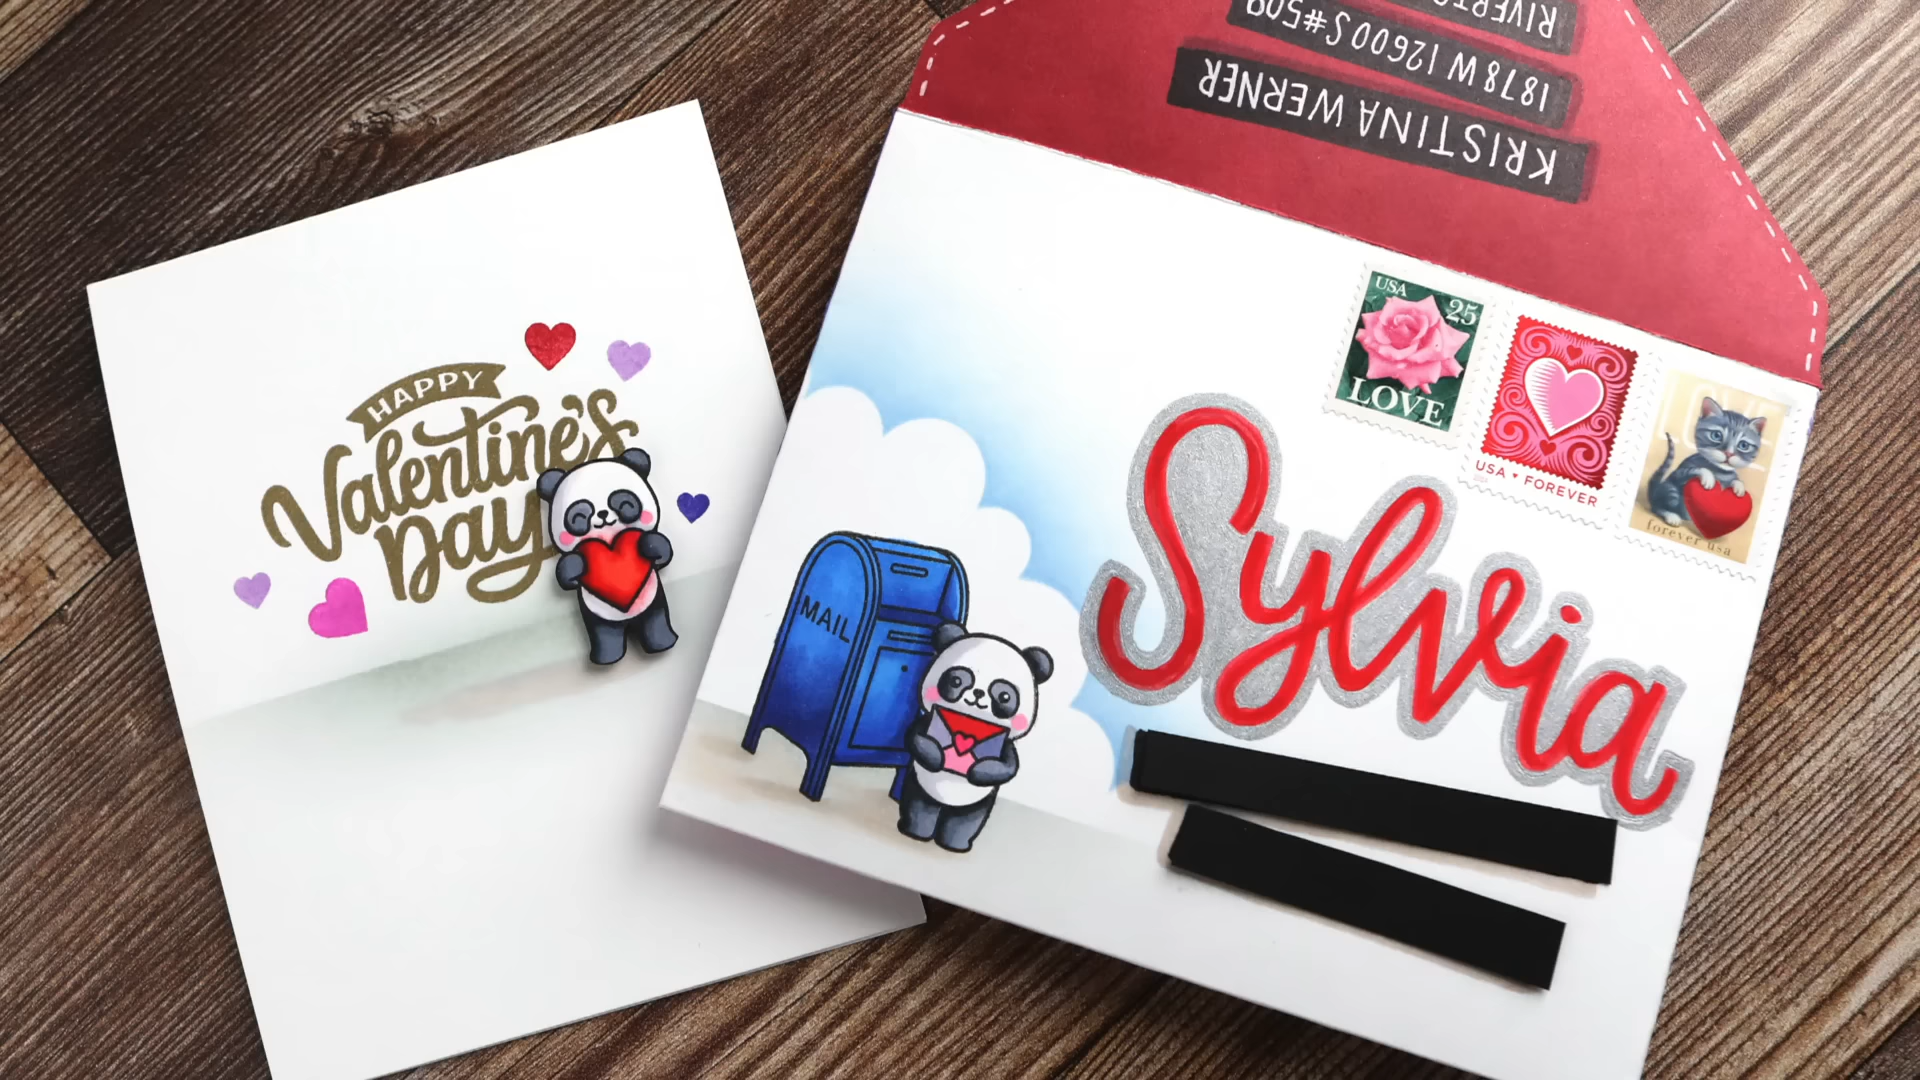 HAPPY
Valentine's
Day
KRISTINA WERNER
1878 W 12600 S #509
USA 25
LOVE
USA ♥ FOREVER
forever usa
MAIL
Sylvia